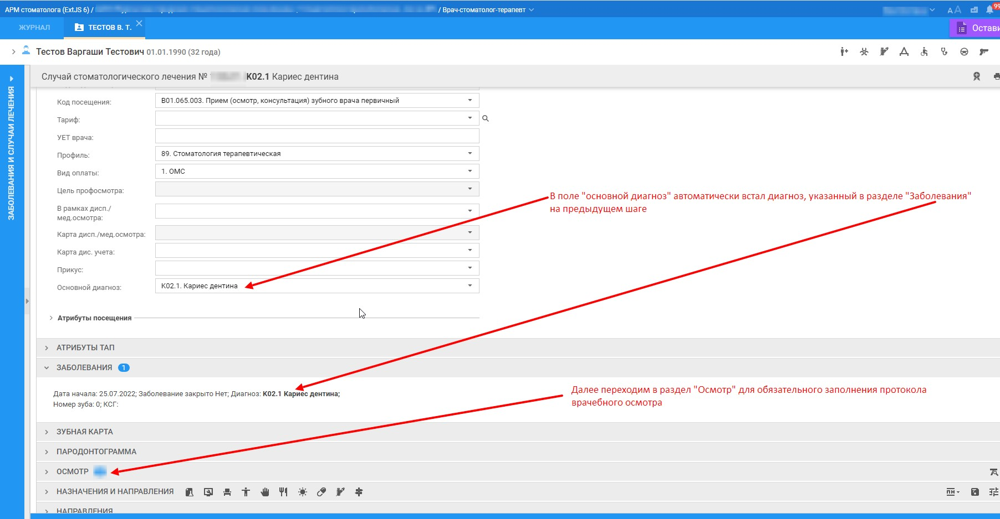 АРМ стоматолога (ExtJS 6) / / Врач-стоматолог-терапевт
AA
99
ЖУРНАЛ
ТЕСТОВ В. Т.
Остави
Тестов Варгаши Тестович 01.01.1990 (32 года)
ЗАБОЛЕВАНИЯ И СЛУЧАИ ЛЕЧЕНИЯ
Случай стоматологического лечения № K02.1 Кариес дентина
Код посещения:
B01.065.003. Прием (осмотр, консультация) зубного врача первичный
Тариф:
УЕТ врача:
Профиль:
89. Стоматология терапевтическая
Вид оплаты:
1. ОМС
Цель профосмотра:
В рамках дисп./
мед.осмотра:
Карта дисп./мед.осмотра:
Карта дис. учета:
Прикус:
Основной диагноз:
K02.1. Кариес дентина
В поле "основной диагноз" автоматически встал диагноз, указанный в разделе "Заболевания"
на предыдущем шаге
Атрибуты посещения
АТРИБУТЫ ТАП
ЗАБОЛЕВАНИЯ 1
Дата начала: 25.07.2022; Заболевание закрыто Нет; Диагноз: K02.1 Кариес дентина;
Номер зуба: 0; КСГ:
Далее переходим в раздел "Осмотр" для обязательного заполнения протокола
врачебного осмотра
ЗУБНАЯ КАРТА
ПАРОДОНТОГРАММА
ОСМОТР
НАЗНАЧЕНИЯ И НАПРАВЛЕНИЯ
ПН
НАПРАВЛЕНИЯ